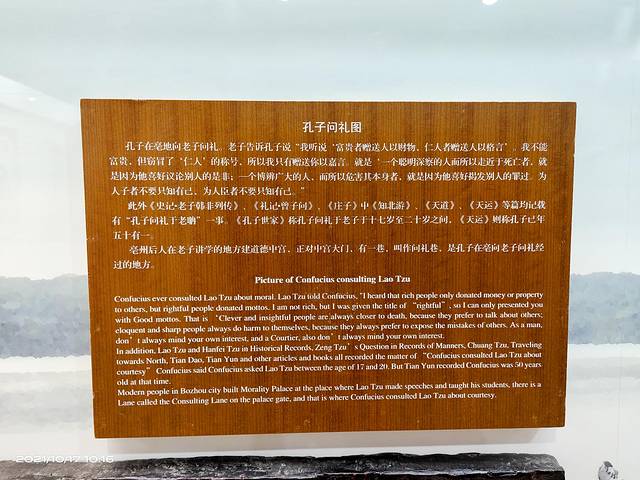 孔子问礼图
孔子在亳地向老子问礼。老子告诉孔子说“我听说‘富贵者赠送人以财物，仁人者赠送人以格言’。我不能
富贵，但窃冒了‘仁人’的称号，所以我只有赠送你以嘉言。就是‘一个聪明深察的人而所以走近于死亡者，就
是因为他喜好议论别人的是非；一个博辨广大的人，而所以危害其本身者，就是因为他喜好揭发别人的罪过。为
人子者不要只知有己，为人臣者不要只知有己。”
此外《史记·老子韩非列传》、《礼记·曾子问》、《庄子》中《知北游》、《天道》、《天运》等篇均记载
有“孔子问礼于老聃”一事。《孔子世家》称孔子问礼于老子于十七岁至二十岁之间，《天运》则称孔子已年
五十有一。
亳州后人在老子讲学的地方建道德中宫，正对中宫大门，有一巷，叫作问礼巷，是孔子在亳向老子问礼经
过的地方。
Picture of Confucius consulting Lao Tzu
Confucius ever consulted Lao Tzu about moral. Lao Tzu told Confucius, "I heard that rich people only donated money or property
to others, but rightful people donated mottos. I am not rich, but I was given the title of “rightful”, so I can only presented you
with Good mottos. That is ‘Clever and insightful people are always closer to death, because they prefer to talk about others;
eloquent and sharp people always do harm to themselves, because they always prefer to expose the mistakes of others. As a man,
don’t always mind your own interest, and a Courtier, also don’t always mind your own interest.
In addition, Lao Tzu and Hanfei Tzu in Historical Records, Zeng Tzu’s Question in Records of Manners, Chuang Tzu, Traveling
towards North, Tian Dao, Tian Yun and other articles and books all recorded the matter of “Confucius consulted Lao Tzu about
courtesy” Confucius said Confucius asked Lao Tzu between the age of 17 and 20. But Tian Yun recorded Confucius was 50 years
old at that time.
Modern people in Bozhou city built Morality Palace at the place where Lao Tzu made speeches and taught his students, there is a
Lane called the Consulting Lane on the palace gate, and that is where Confucius consulted Lao Tzu about courtesy.
2021/10/17 10:16